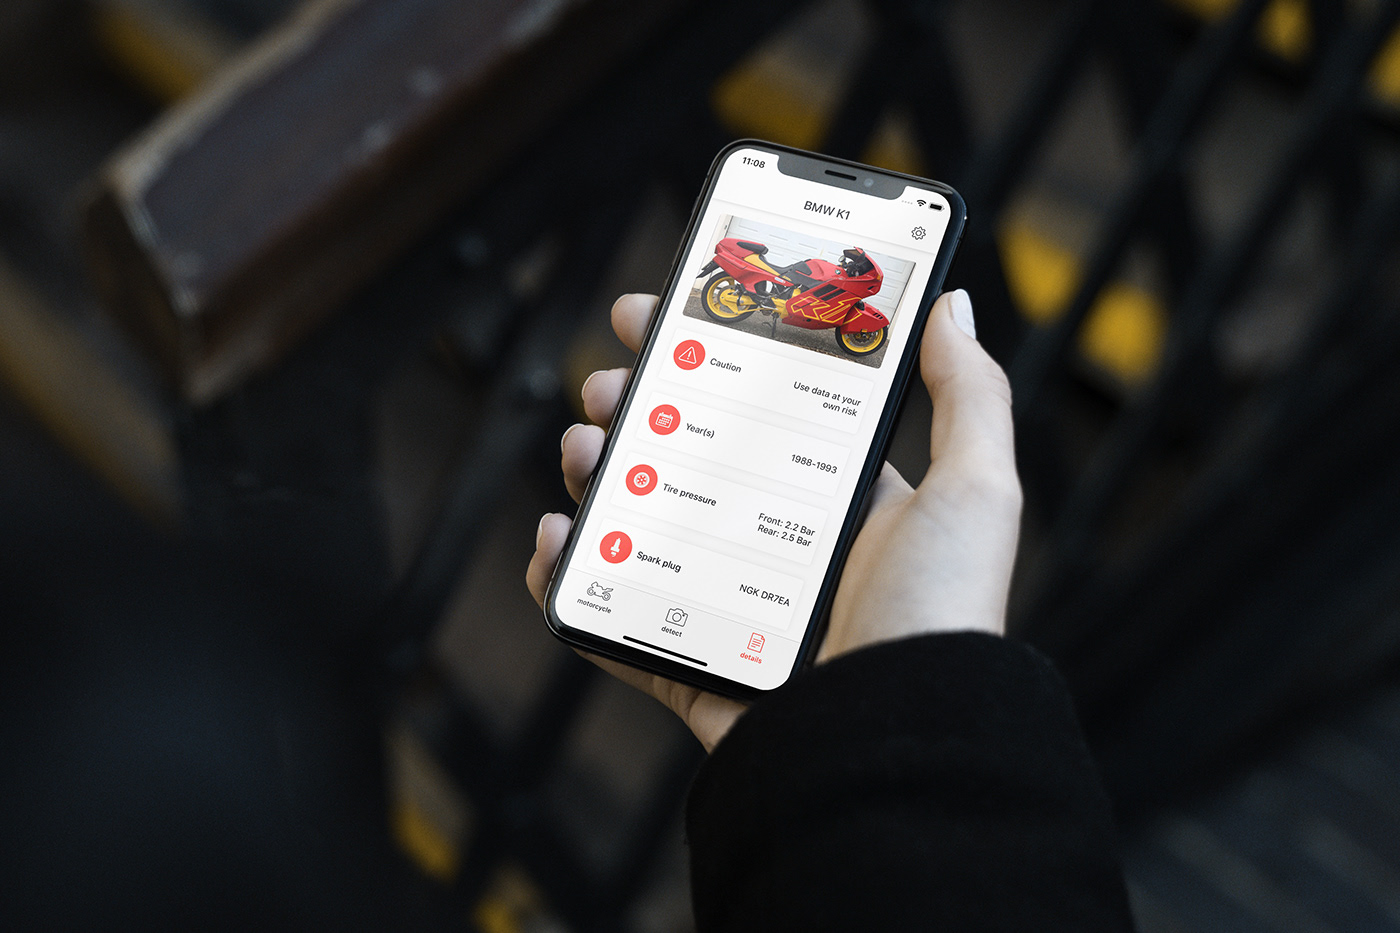 11:08
BMW K1
K1
Caution
Use data at your
own risk
Year(s)
1988-1993
Tire pressure
Front: 2.2 Bar
Rear: 2.5 Bar
Spark plug
NGK DR7EA
motorcycle
detect
details